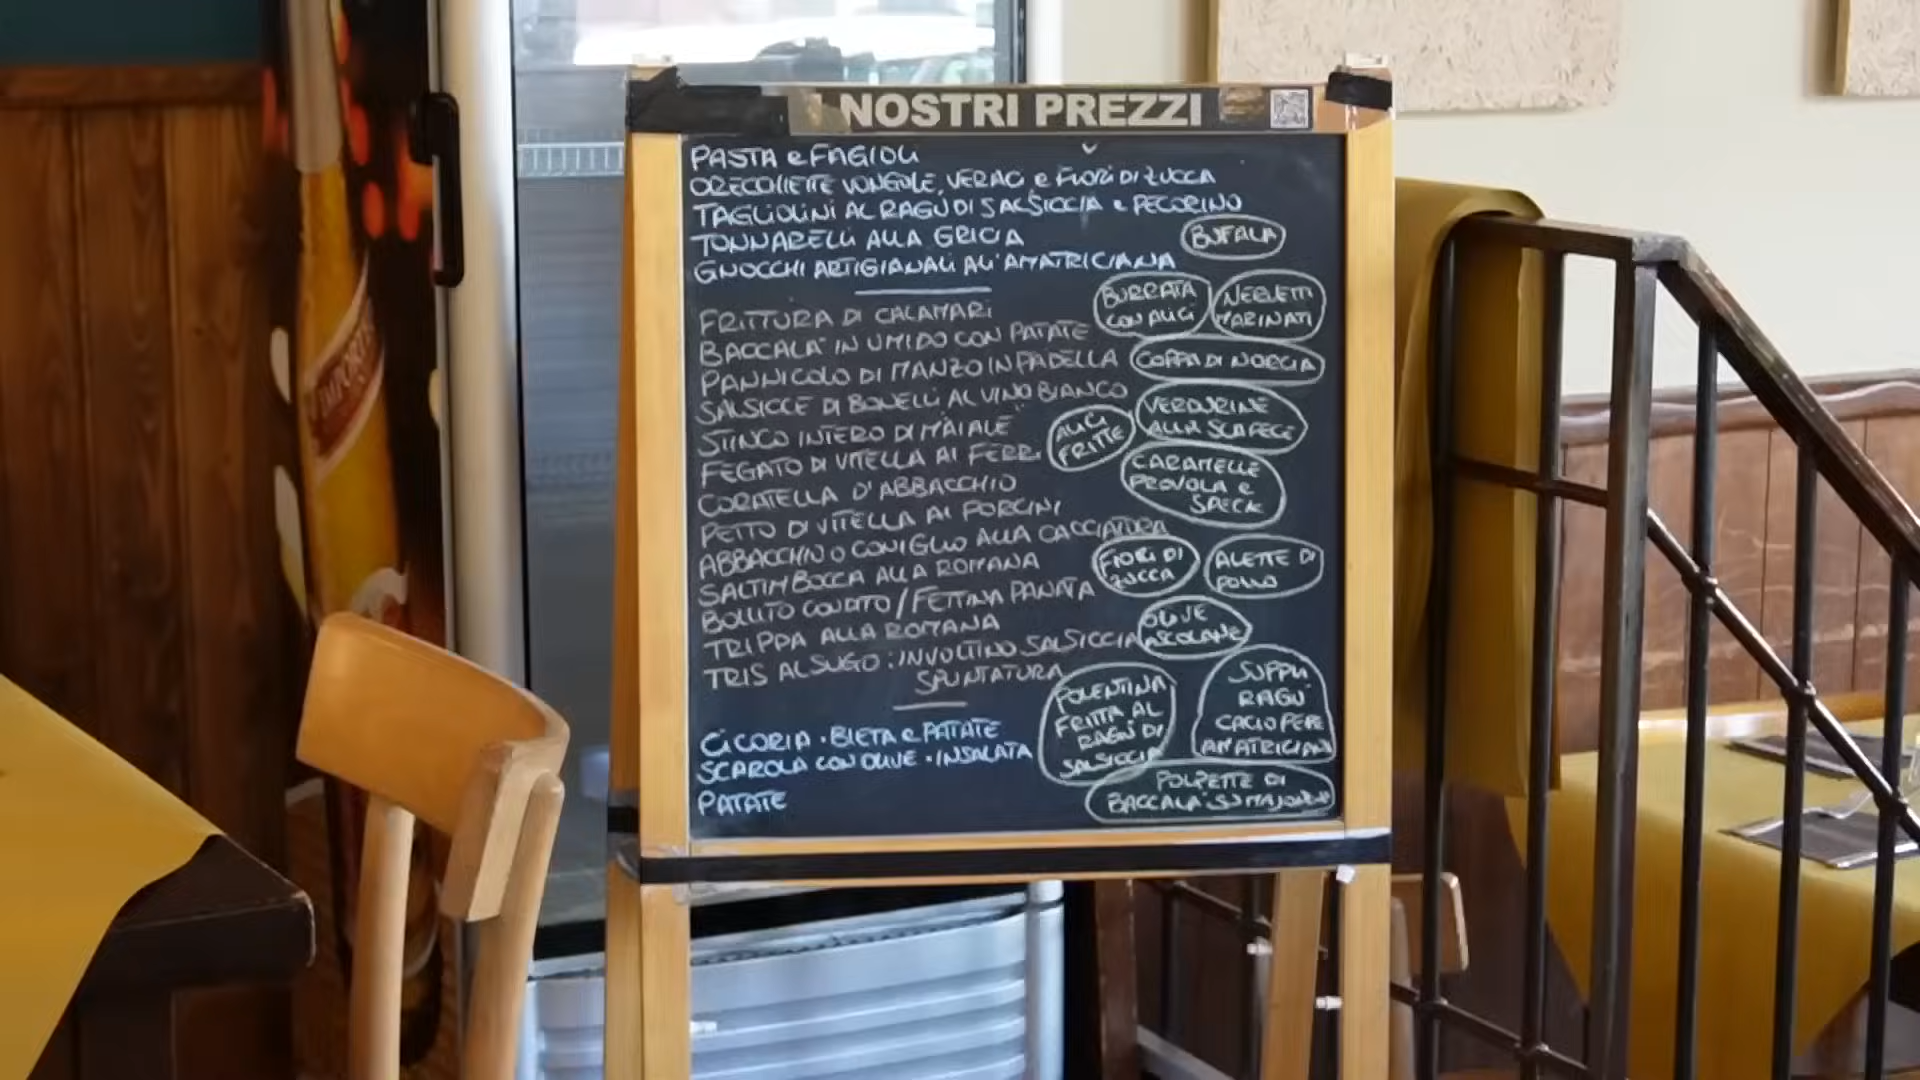 NOSTRI PREZZI
PASTA e FAGIOLI
ORECCHIETTE VONGOLE, VERACI e FIORI DI ZUCCA
TAGLIOLINI AL RAGÙ DI SALSICCIA e PECORINO
TONNARELLI ALLA GRICIA
GNOCCHI ARTIGIANALI ALL'AMATRICIANA
FRITTURA DI CALAMARI
BACCALA' IN UMIDO CON PATATE
PANNICOLO DI MANZO IN PADELLA
SALSICCE DI BONELLI AL VINO BIANCO
STINCO INTERO DI MAIALE
FEGATO DI VITELLA AI FERRI
CORATELLA D'ABBACCHIO
PETTO DI VITELLA AI PORCINI
ABBACCHIO O CONIGLIO ALLA CACCIATORA
SALTIMBOCCA ALLA ROMANA
BOLLITO CONDITO / FETTINA PANATA
TRIPPA ALLA ROMANA
TRIS AL SUGO: INVOLTINO SALSICCIA
SPUNTATURA
CICORIA · BIETA e PATATE
SCAROLA CON OLIVE · INSALATA
PATATE
BUFALA
BURRATA
CON ALICI
NERVETTI
MARINATI
COPPA DI NORCIA
VERDURINE
ALLA SCAPECE
ALICI
FRITTE
CARAMELLE
PROVOLA e
SPECK
FIORI DI
ZUCCA
ALETTE DI
POLLO
OLIVE
ASCOLANE
POLENTINA
FRITTA AL
RAGÙ DI
SALSICCIA
SUPPLI
RAGÙ
CACIO PEPE
AMATRICIANA
POLPETTE DI
BACCALA' SU